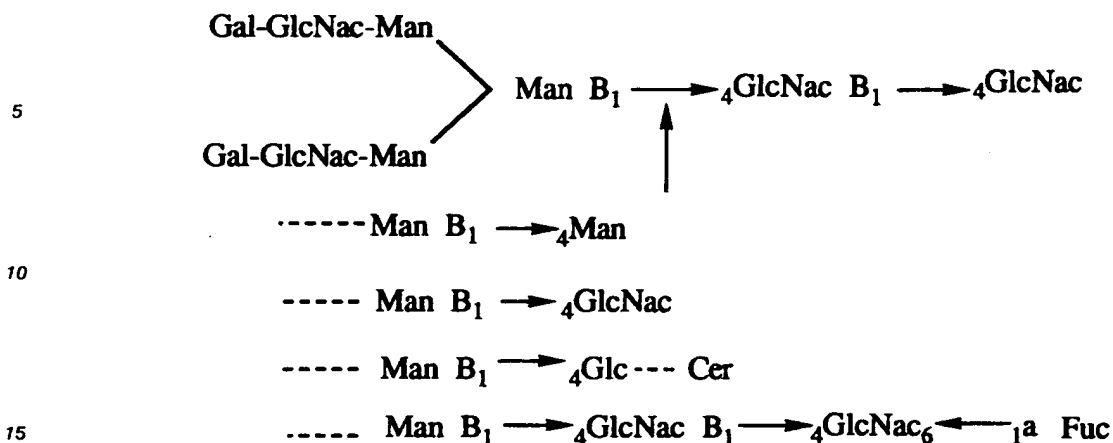 Gal-GlcNac-Man
5 Man B1 → 4GlcNac B1 → 4GlcNac
Gal-GlcNac-Man
------ Man B1 → 4Man
10
----- Man B1 → 4GlcNac
----- Man B1 → 4Glc --- Cer
15 ----- Man B1 → 4GlcNac B1 → 4GlcNac6 ← 1a Fuc